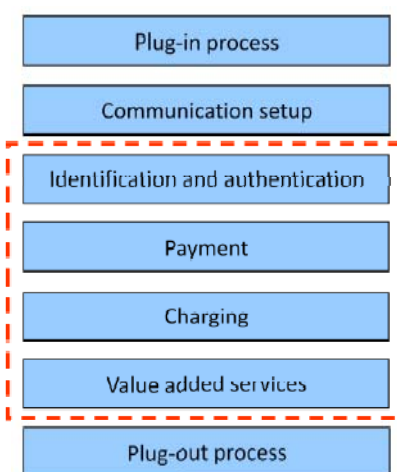 Plug-in process
Communication setup
Identification and authentication
Payment
Charging
Value added services
Plug-out process